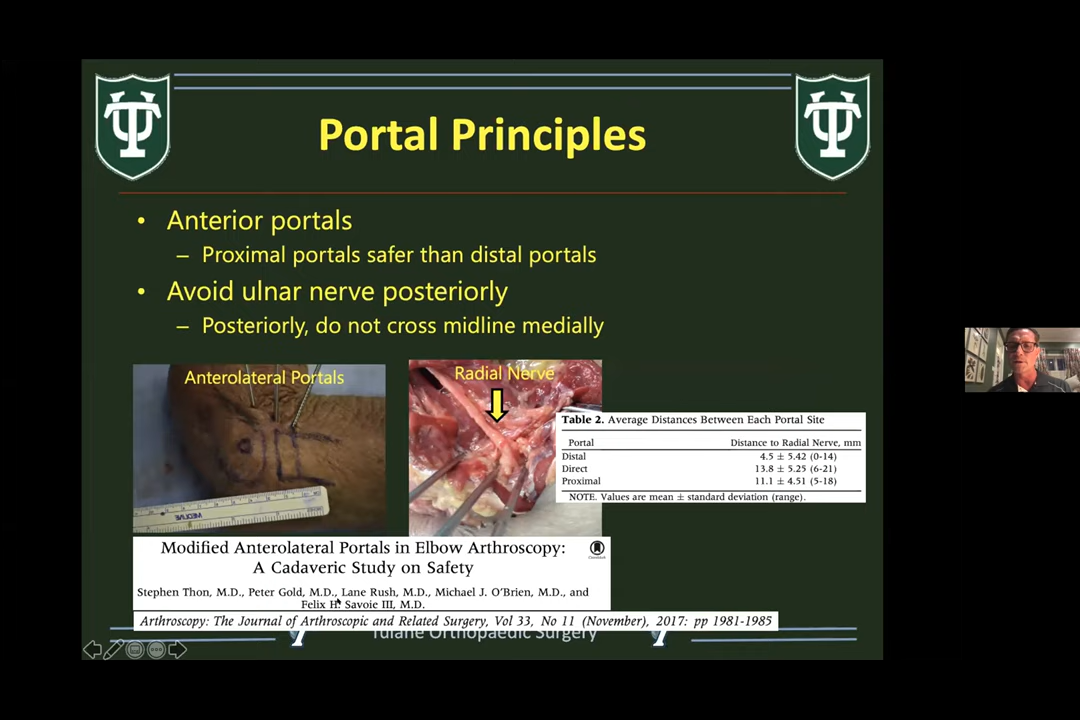 Portal Principles
• Anterior portals
– Proximal portals safer than distal portals
• Avoid ulnar nerve posteriorly
– Posteriorly, do not cross midline medially
Anterolateral Portals
Radial Nerve
Table 2. Average Distances Between Each Portal Site
Portal Distance to Radial Nerve, mm
Distal 4.5 ± 5.42 (0-14)
Direct 13.8 ± 5.25 (6-21)
Proximal 11.1 ± 4.51 (5-18)
NOTE. Values are mean ± standard deviation (range).
Modified Anterolateral Portals in Elbow Arthroscopy:
A Cadaveric Study on Safety
Stephen Thon, M.D., Peter Gold, M.D., Lane Rush, M.D., Michael J. O'Brien, M.D., and
Felix H. Savoie III, M.D.
Arthroscopy: The Journal of Arthroscopic and Related Surgery, Vol 33, No 11 (November), 2017: pp 1981-1985
Tulane Orthopaedic Surgery